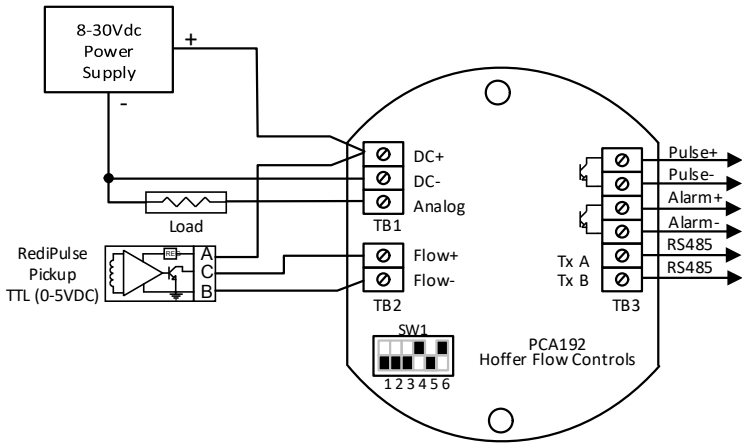 8-30Vdc
Power
Supply
+
-
DC+
DC-
Analog
TB1
Load
RediPulse
Pickup
TTL (0-5VDC)
REG
A
C
B
Flow+
Flow-
TB2
SW1
1 2 3 4 5 6
PCA192
Hoffer Flow Controls
Pulse+
Pulse-
Alarm+
Alarm-
RS485
RS485
Tx A
Tx B
TB3